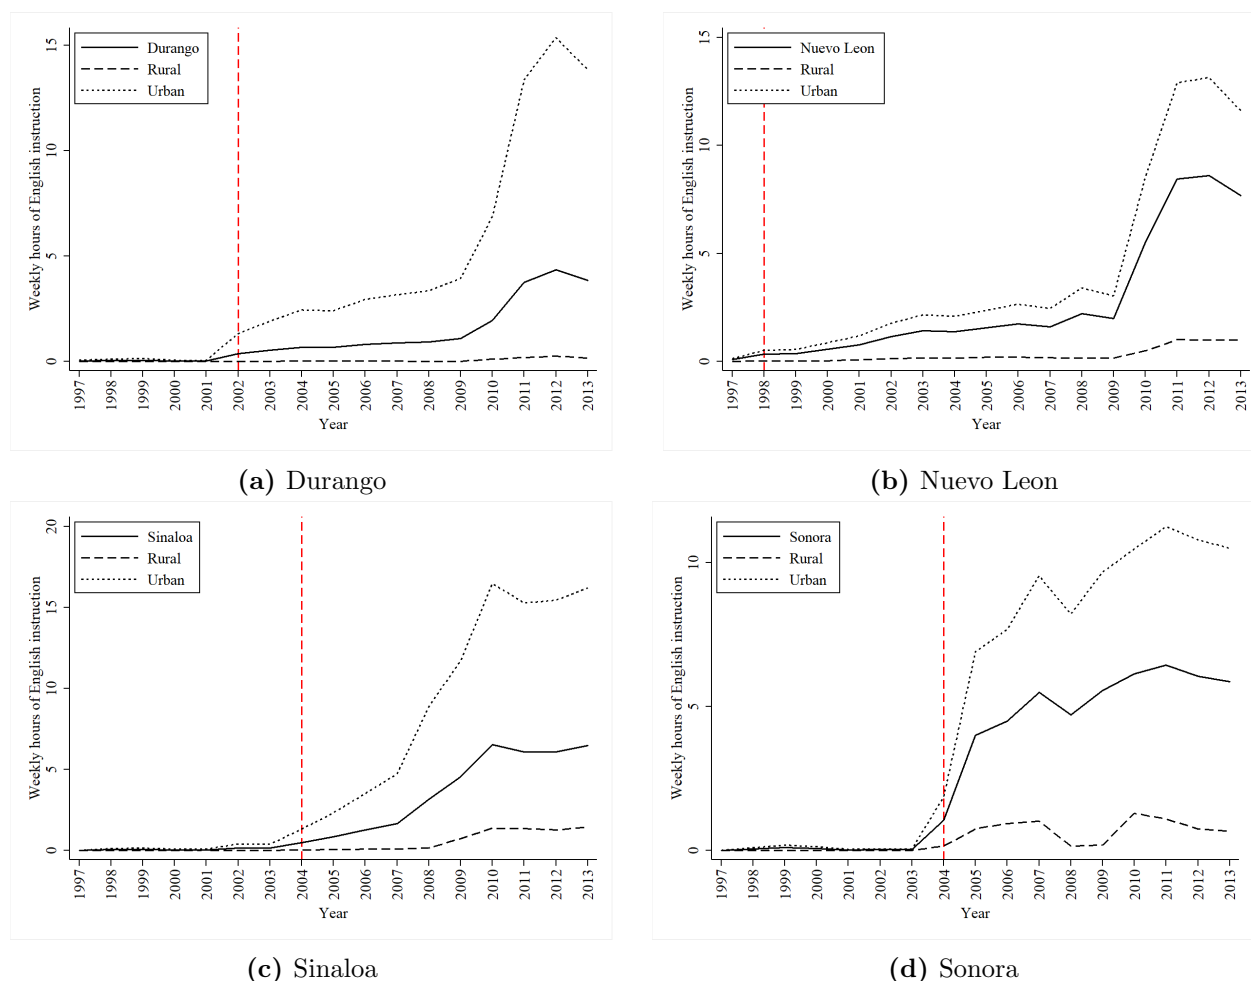 Weekly hours of English instruction
15
10
5
0
Durango
Rural
Urban
1997 1998 1999 2000 2001 2002 2003 2004 2005 2006 2007 2008 2009 2010 2011 2012 2013
Year
(a) Durango
Weekly hours of English instruction
15
10
5
0
Nuevo Leon
Rural
Urban
1997 1998 1999 2000 2001 2002 2003 2004 2005 2006 2007 2008 2009 2010 2011 2012 2013
Year
(b) Nuevo Leon
Weekly hours of English instruction
20
15
10
5
0
Sinaloa
Rural
Urban
1997 1998 1999 2000 2001 2002 2003 2004 2005 2006 2007 2008 2009 2010 2011 2012 2013
Year
(c) Sinaloa
Weekly hours of English instruction
10
5
0
Sonora
Rural
Urban
1997 1998 1999 2000 2001 2002 2003 2004 2005 2006 2007 2008 2009 2010 2011 2012 2013
Year
(d) Sonora